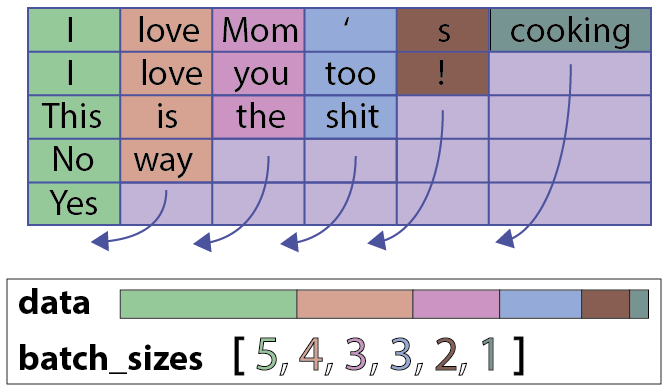 I love Mom ‘ s cooking
I love you too !
This is the shit
No way
Yes
data
batch_sizes [ 5, 4, 3, 3, 2, 1 ]